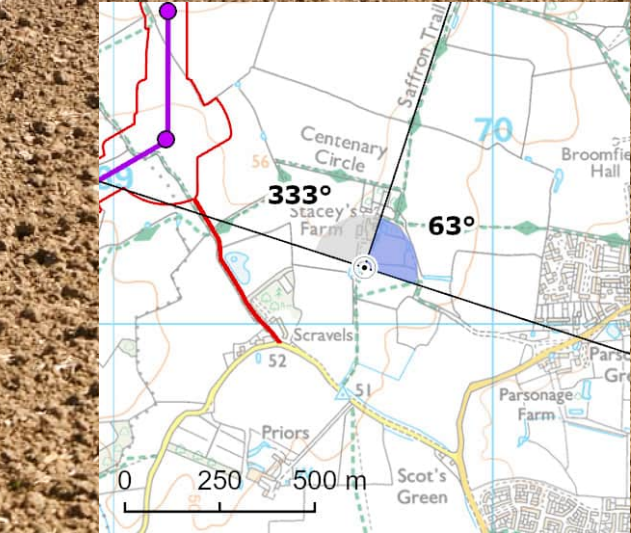 Saffron Trail
70
Centenary
Circle
56
Broomfie
Hall
99
333°
Stacey's
Farm
63°
Scravels
52
Parso
Gre
51
Parsonage
Farm
Priors
0 250 500 m
Scot's
Green